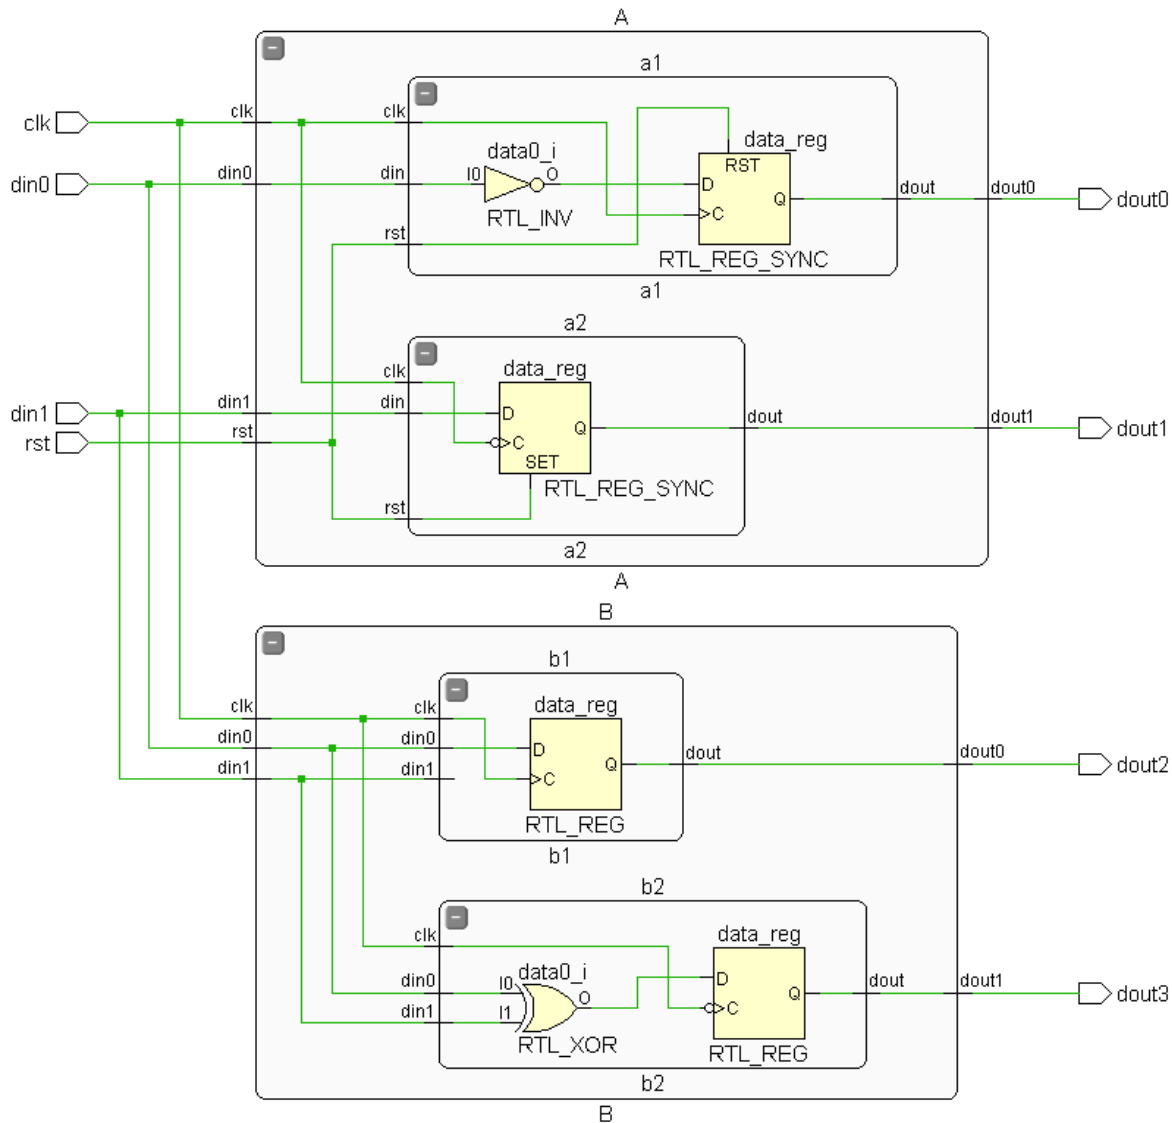 A
a1
clk
clk
clk
data_reg
RST
data0_i
din0
din0
din
I0
O
D
Q
dout
dout0
dout0
RTL_INV
C
rst
RTL_REG_SYNC
a1
a2
clk
data_reg
din1
din1
din
D
Q
dout
dout1
dout1
rst
rst
C
SET
RTL_REG_SYNC
rst
a2
A
B
b1
clk
clk
data_reg
din0
din0
D
Q
dout
dout0
dout2
din1
din1
C
RTL_REG
b1
b2
clk
data_reg
data0_i
din0
I0
O
D
Q
dout
dout1
dout3
din1
I1
C
RTL_XOR
RTL_REG
b2
B